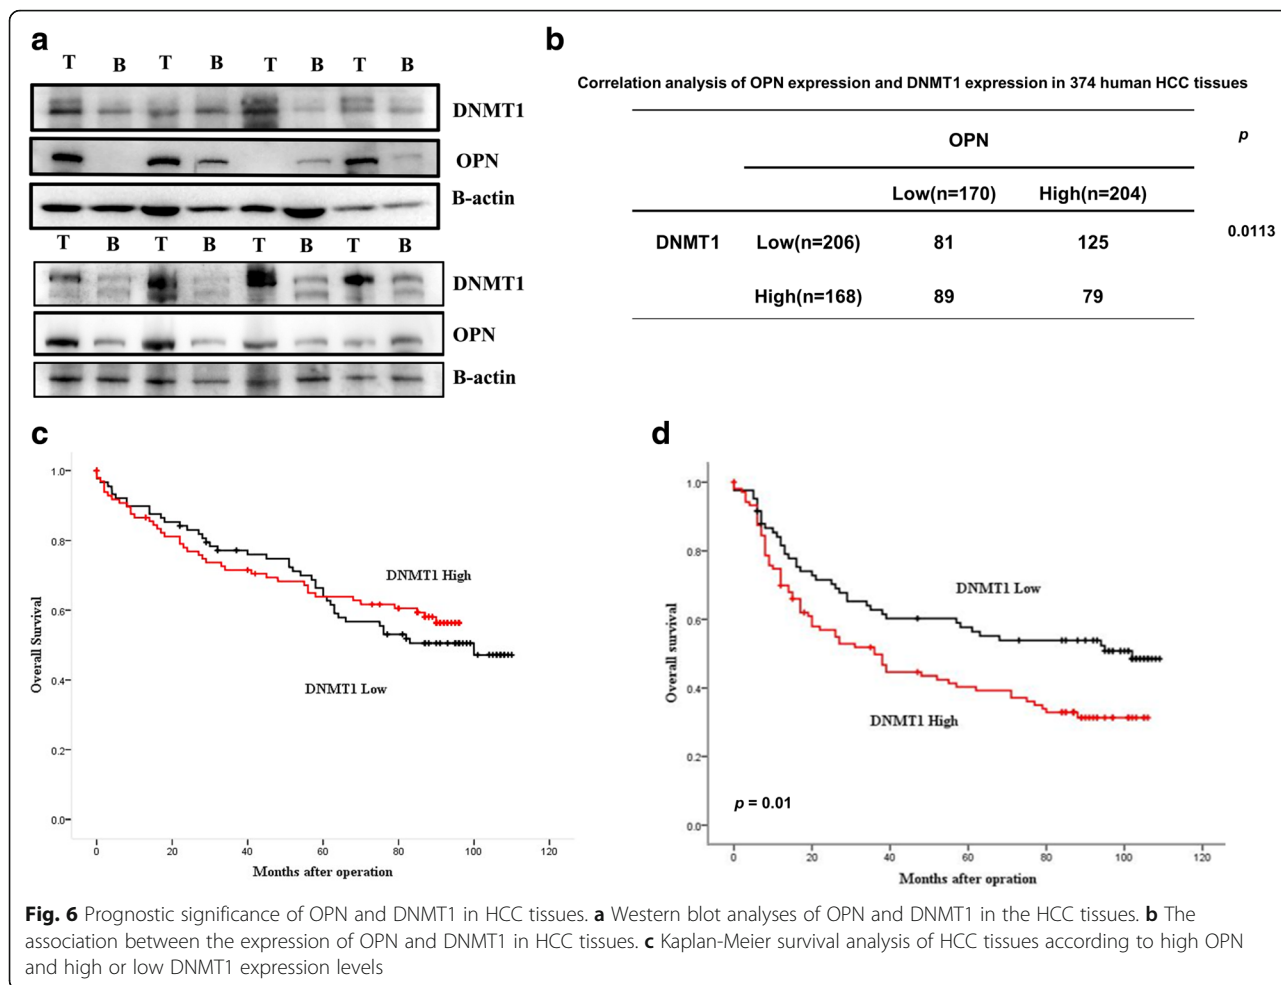 a
T B T B T B T B
DNMT1
OPN
B-actin
T B T B T B T B
DNMT1
OPN
B-actin
b
Correlation analysis of OPN expression and DNMT1 expression in 374 human HCC tissues
OPN
p
Low(n=170) High(n=204)
DNMT1 Low(n=206) 81 125
0.0113
High(n=168) 89 79
c
1.0
0.8
0.6
0.4
0.2
0.0
Overall Survival
DNMT1 High
DNMT1 Low
0 20 40 60 80 100 120
Months after operation
d
1.0
0.8
0.6
0.4
0.2
0.0
Overall survival
DNMT1 Low
DNMT1 High
p = 0.01
0 20 40 60 80 100 120
Months after opration
Fig. 6 Prognostic significance of OPN and DNMT1 in HCC tissues. a Western blot analyses of OPN and DNMT1 in the HCC tissues. b The
association between the expression of OPN and DNMT1 in HCC tissues. c Kaplan-Meier survival analysis of HCC tissues according to high OPN
and high or low DNMT1 expression levels